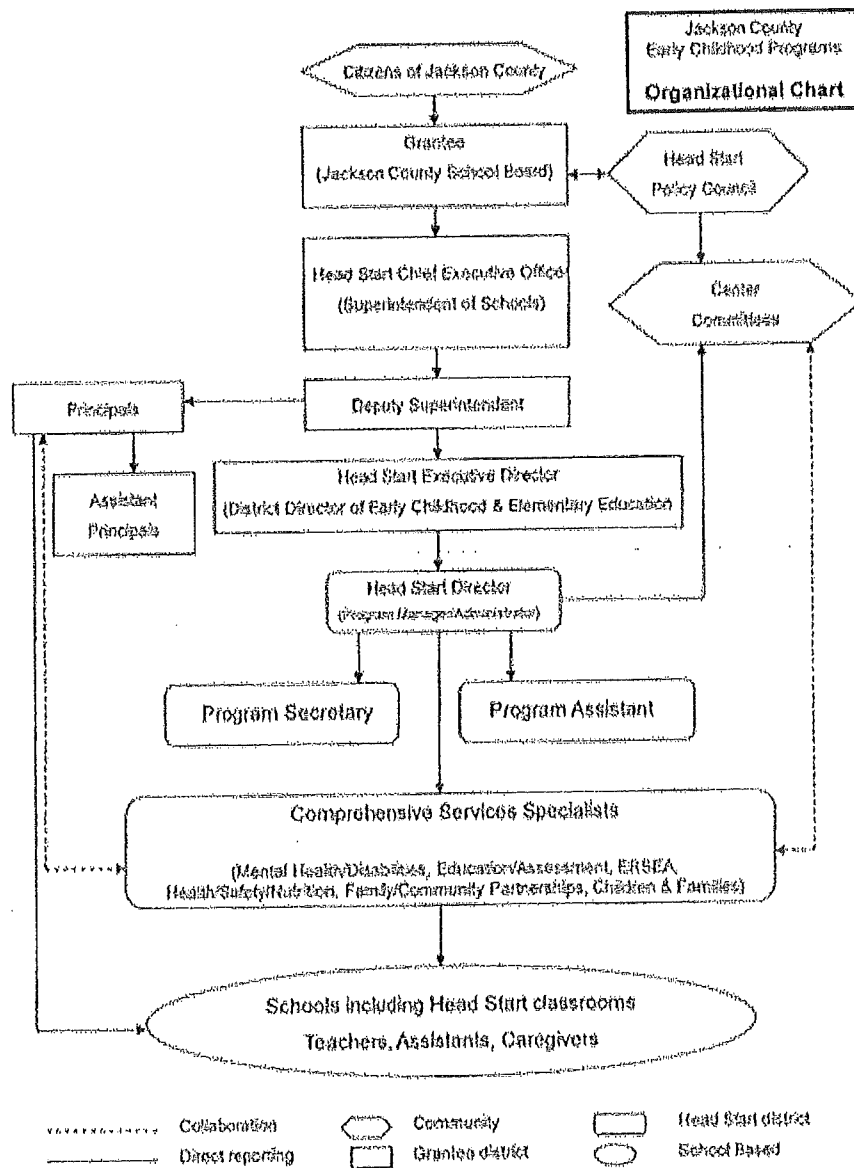 Jackson County
Early Childhood Programs
Organizational Chart
Citizens of Jackson County
Grantee
(Jackson County School Board)
Head Start
Policy Council
Head Start Chief Executive Office
(Superintendent of Schools)
Center
Committees
Principals
Deputy Superintendant
Assistant
Principals
Head Start Executive Director
(District Director of Early Childhood & Elementary Education
Head Start Director
(Program Manager/Administrator)
Program Secretary
Program Assistant
Comprehensive Services Specialists
(Mental Health/Disabilities, Education/Assessment, ERSEA,
Health/Safety/Nutrition, Family/Community Partnerships, Children & Families)
Schools including Head Start classrooms
Teachers, Assistants, Caregivers
Collaboration
Community
Head Start district
Direct reporting
Grantee district
School Based